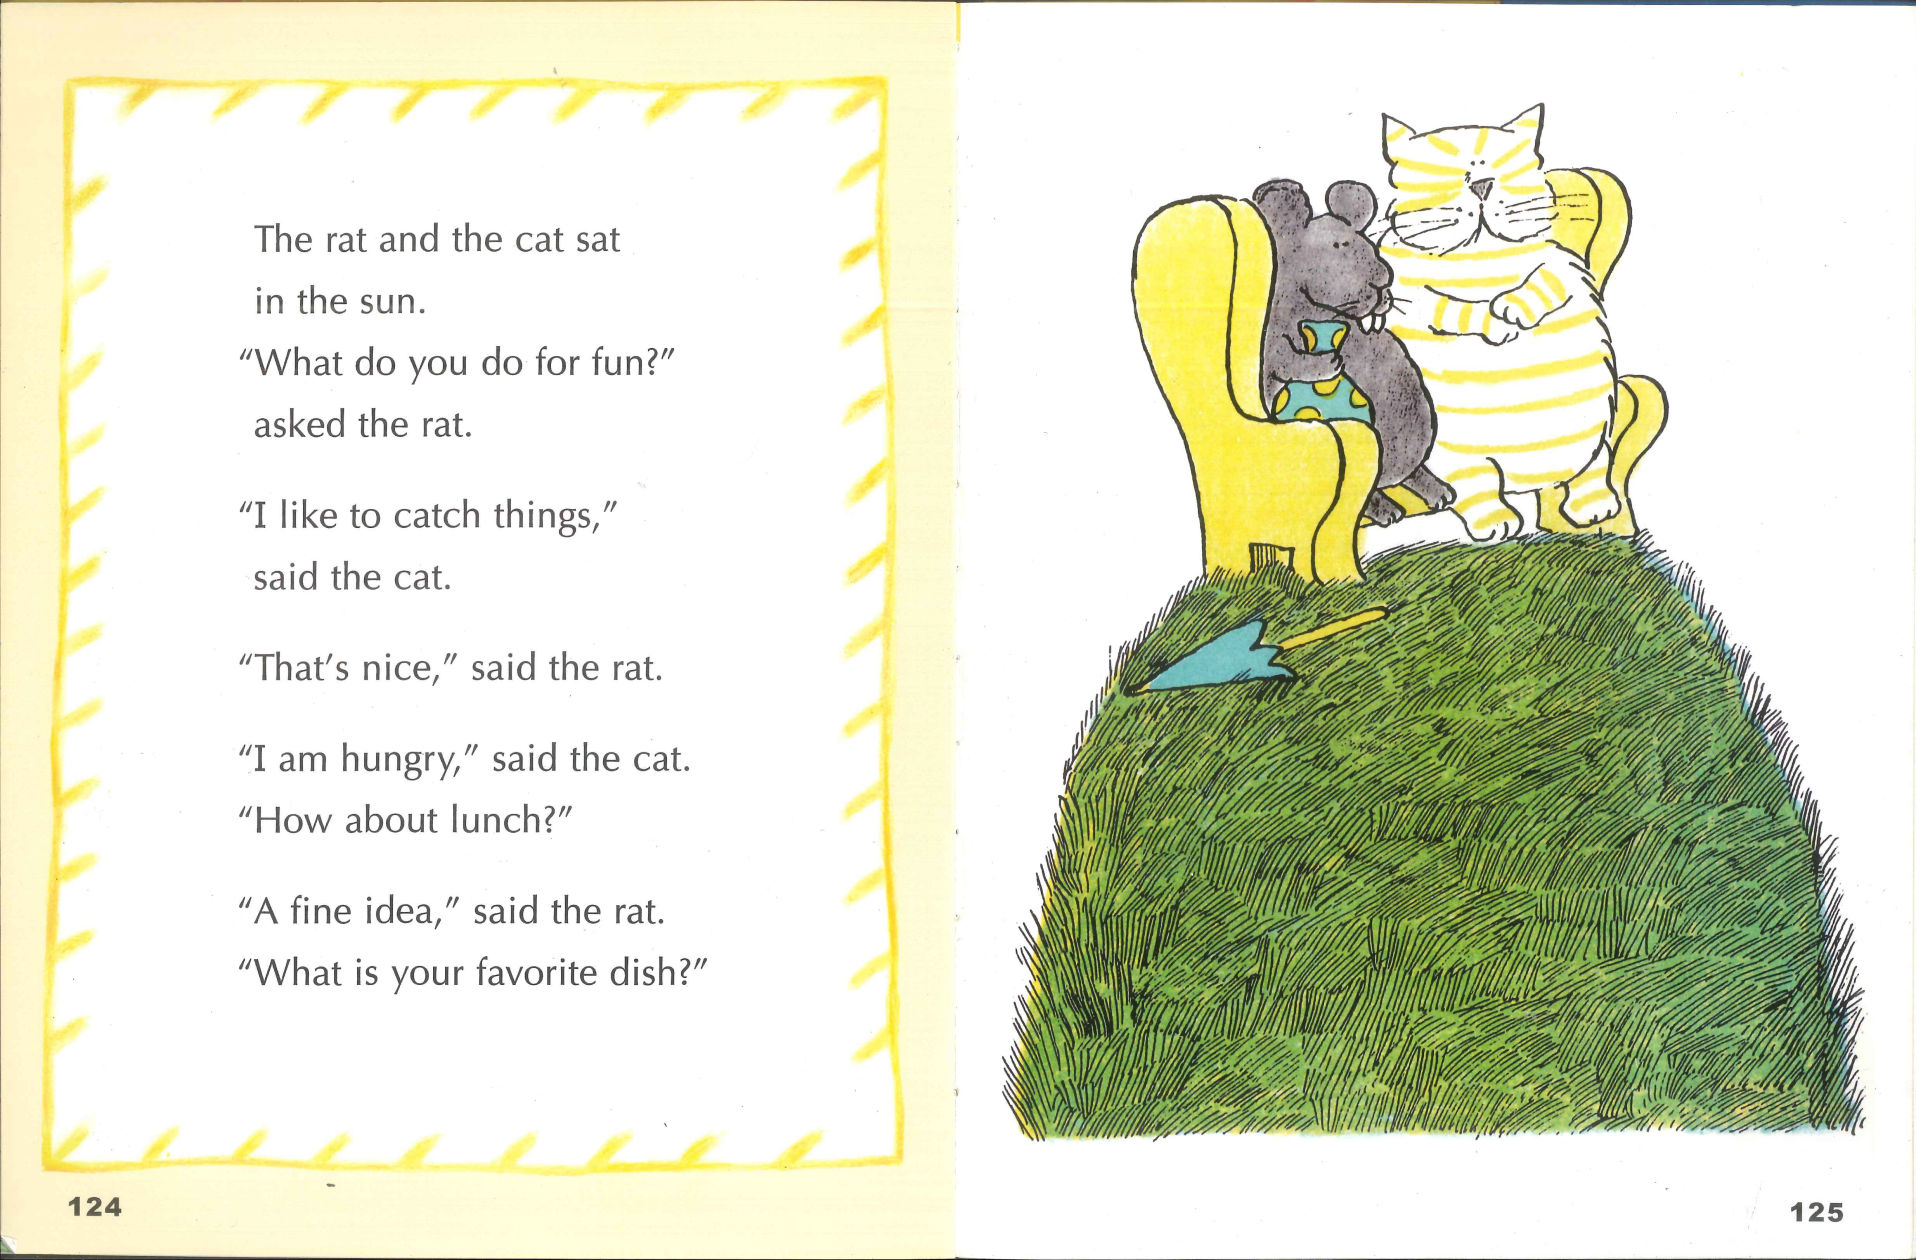 The rat and the cat sat
in the sun.
“What do you do for fun?”
asked the rat.
“I like to catch things,”
said the cat.
“That's nice,” said the rat.
“I am hungry,” said the cat.
“How about lunch?”
“A fine idea,” said the rat.
“What is your favorite dish?”
124
125